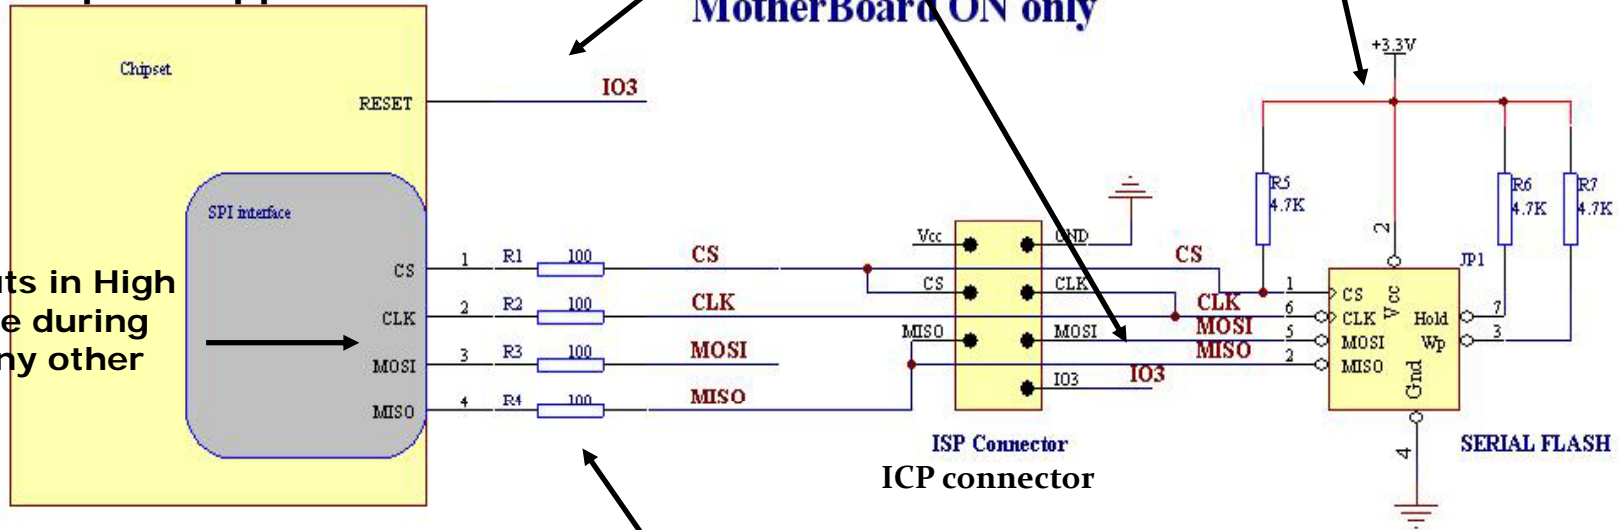 MotherBoard ON only
Chipset
RESET
IO3
+3.3V
SPI interface
uts in High
e during
ny other
CS
1
R1
100
CS
CLK
2
R2
100
CLK
MOSI
3
R3
100
MOSI
MISO
4
R4
100
MISO
Vcc
GND
CS
CLK
MISO
MOSI
IO3
IO3
ISP Connector
ICP connector
CS
CLK
MOSI
MISO
1
6
5
2
R5
4.7K
R6
4.7K
R7
4.7K
2
JP1
CS
Vcc
CLK
Hold
7
MOSI
Wp
3
MISO
Gnd
4
SERIAL FLASH